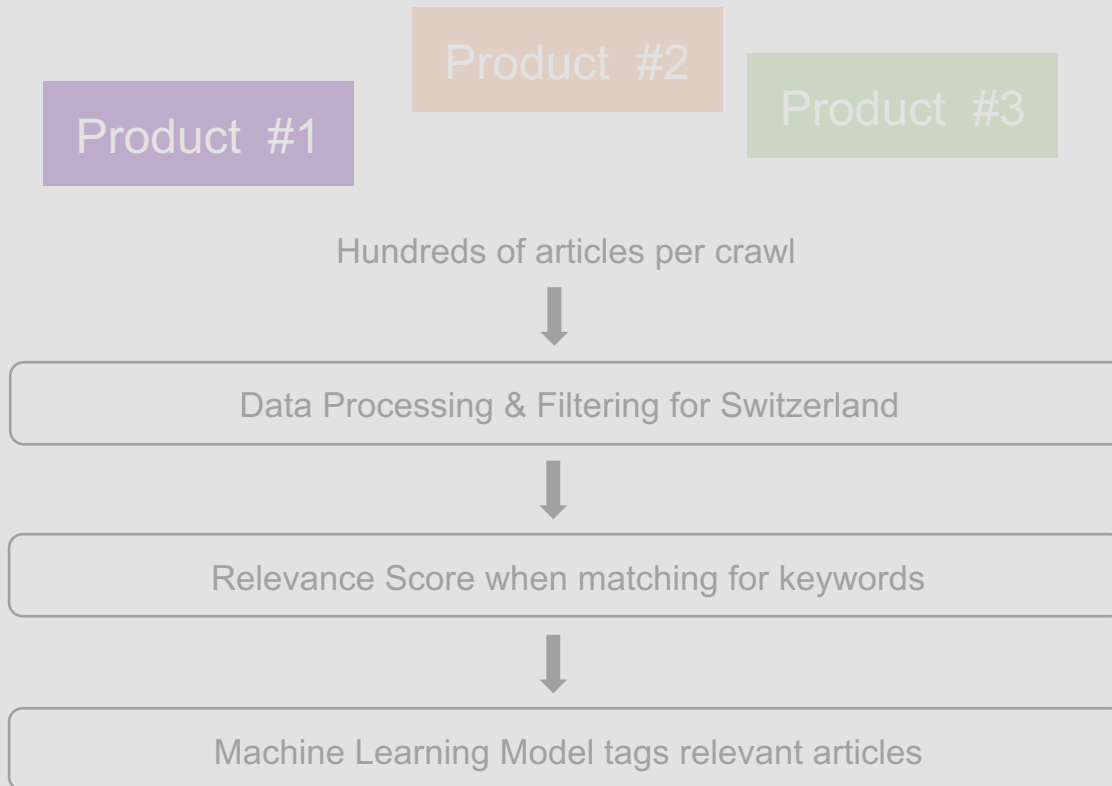 Product #1
Product #2
Product #3
Hundreds of articles per crawl
Data Processing & Filtering for Switzerland
Relevance Score when matching for keywords
Machine Learning Model tags relevant articles